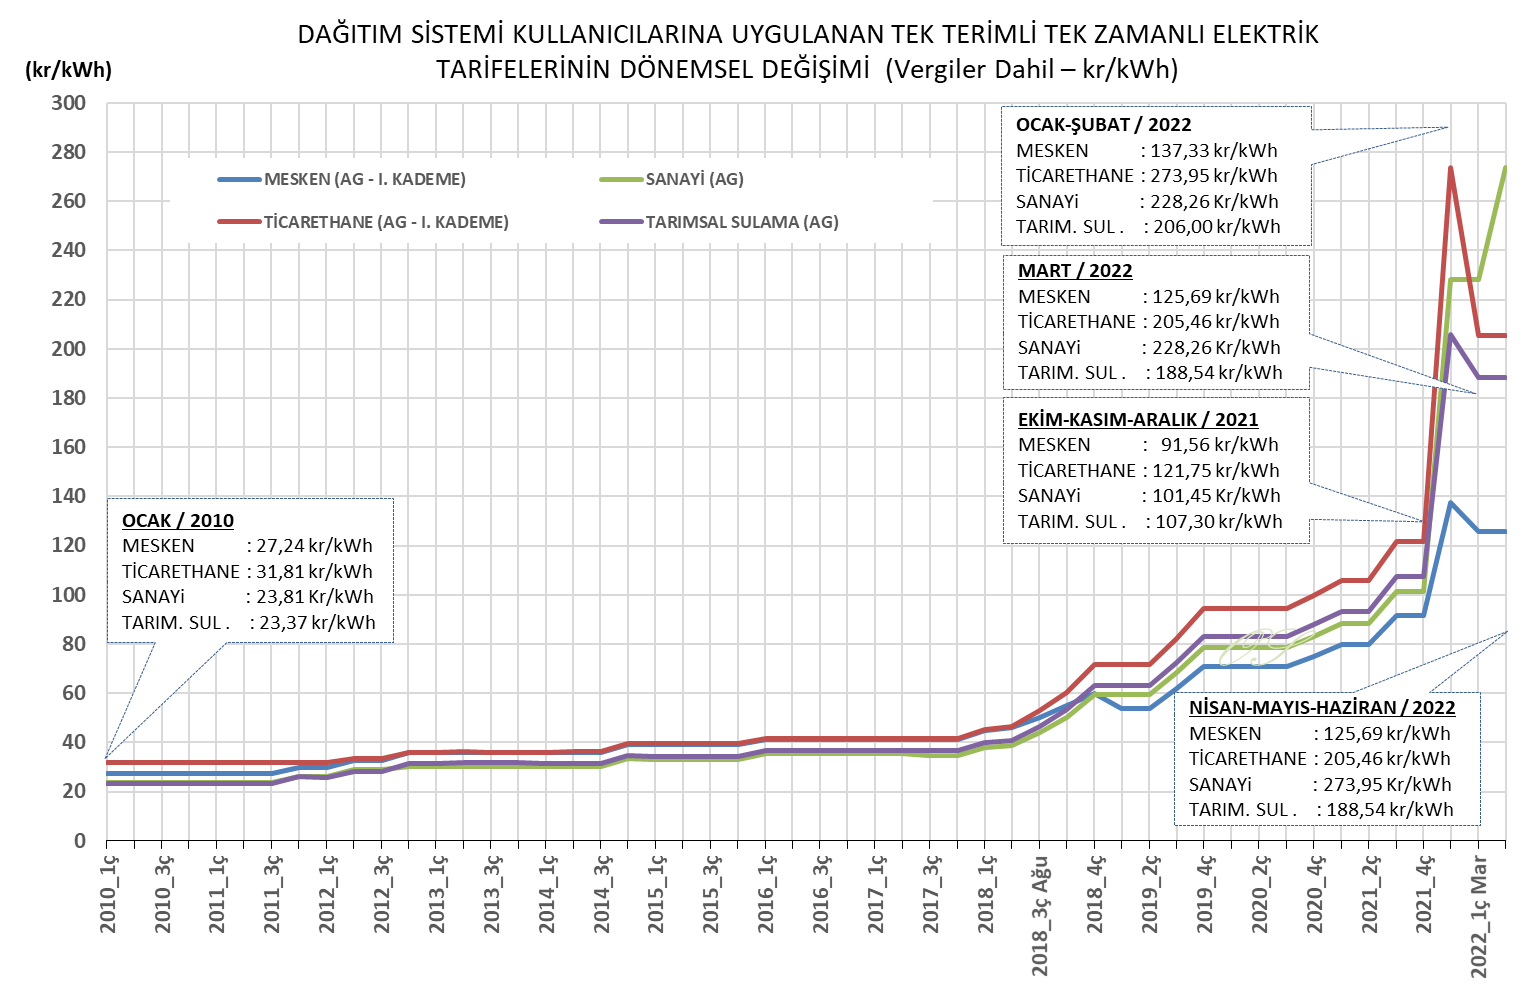 DAĞITIM SİSTEMİ KULLANICILARINA UYGULANAN TEK TERİMLİ TEK ZAMANLI ELEKTRİK
TARİFELERİNİN DÖNEMSEL DEĞİŞİMİ (Vergiler Dahil – kr/kWh)
(kr/kWh)
300
280
260
240
220
200
180
160
140
120
100
80
60
40
20
0
MESKEN (AG - I. KADEME)
SANAYİ (AG)
TİCARETHANE (AG - I. KADEME)
TARIMSAL SULAMA (AG)
OCAK-ŞUBAT / 2022
MESKEN : 137,33 kr/kWh
TİCARETHANE : 273,95 kr/kWh
SANAYi : 228,26 kr/kWh
TARIM. SUL . : 206,00 kr/kWh
MART / 2022
MESKEN : 125,69 kr/kWh
TİCARETHANE : 205,46 kr/kWh
SANAYi : 228,26 Kr/kWh
TARIM. SUL . : 188,54 kr/kWh
EKİM-KASIM-ARALIK / 2021
MESKEN : 91,56 kr/kWh
TİCARETHANE : 121,75 kr/kWh
SANAYi : 101,45 Kr/kWh
TARIM. SUL . : 107,30 kr/kWh
OCAK / 2010
MESKEN : 27,24 kr/kWh
TİCARETHANE : 31,81 kr/kWh
SANAYi : 23,81 Kr/kWh
TARIM. SUL . : 23,37 kr/kWh
NİSAN-MAYIS-HAZİRAN / 2022
MESKEN : 125,69 kr/kWh
TİCARETHANE : 205,46 kr/kWh
SANAYi : 273,95 Kr/kWh
TARIM. SUL . : 188,54 kr/kWh
2010_1ç
2010_3ç
2011_1ç
2011_3ç
2012_1ç
2012_3ç
2013_1ç
2013_3ç
2014_1ç
2014_3ç
2015_1ç
2015_3ç
2016_1ç
2016_3ç
2017_1ç
2017_3ç
2018_1ç
2018_3ç Ağu
2018_4ç
2019_2ç
2019_4ç
2020_2ç
2020_4ç
2021_2ç
2021_4ç
2022_1ç Mar